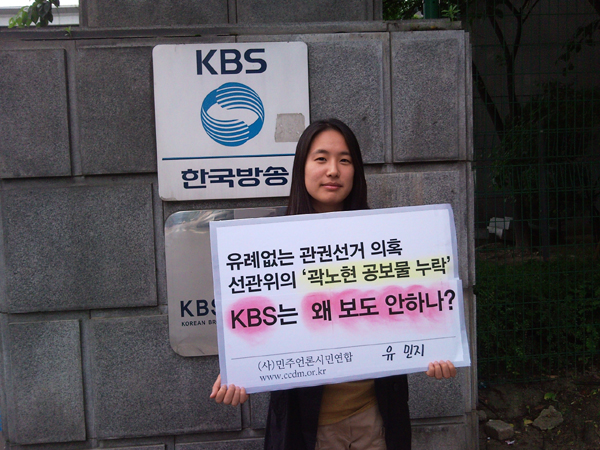 KBS
한국방송
KBS
KOREAN BR
유례없는 관권선거 의혹
선관위의 '곽노현 공보물 누락'
KBS는 왜 보도 안하나?
(사)민주언론시민연합
www.ccdm.or.kr
유 민지